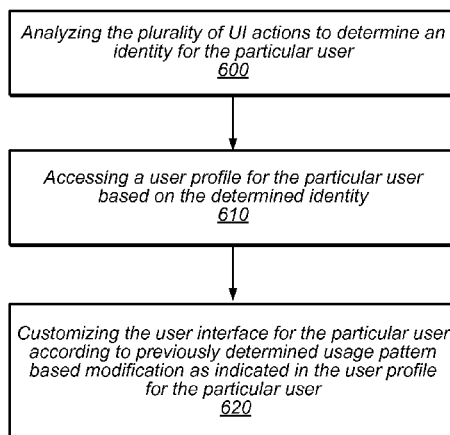 Analyzing the plurality of UI actions to determine an
identity for the particular user
600
Accessing a user profile for the particular user
based on the determined identity
610
Customizing the user interface for the particular user
according to previously determined usage pattern
based modification as indicated in the user profile
for the particular user
620